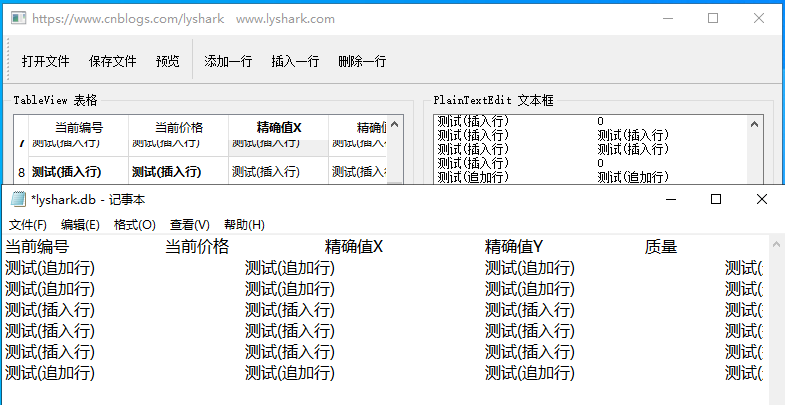 https://www.cnblogs.com/lyshark www.lyshark.com
打开文件 保存文件 预览 添加一行 插入一行 删除一行
TableView 表格
当前编号 当前价格 精确值X 精确值
7 测试(插入行) 测试(插入行) 测试(插入行) 测试(插入行
8 测试(插入行) 测试(插入行) 测试(插入行) 测试(插入行
PlainTextEdit 文本框
测试(插入行) 0
测试(插入行) 测试(插入行)
测试(插入行) 测试(插入行)
测试(插入行) 0
测试(追加行) 测试(追加行)
*lyshark.db - 记事本
文件(F) 编辑(E) 格式(O) 查看(V) 帮助(H)
当前编号 当前价格 精确值X 精确值Y 质量
测试(追加行) 测试(追加行) 测试(追加行) 测试(
测试(追加行) 测试(追加行) 测试(追加行) 测试(
测试(插入行) 测试(插入行) 测试(插入行) 测试(
测试(插入行) 测试(插入行) 测试(插入行) 测试(
测试(插入行) 测试(插入行) 测试(插入行) 测试(
测试(追加行) 测试(追加行) 测试(追加行) 测试(